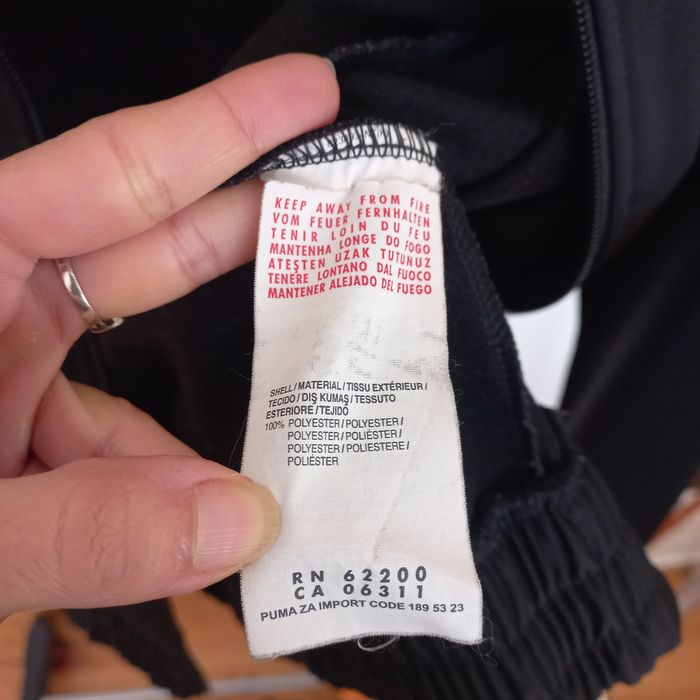 KEEP AWAY FROM FIRE
VOM FEUER FERNHALTEN
TENIR LOIN DU FEU
MANTENHA LONGE DO FOGO
ATEŞTEN UZAK TUTUNUZ
TENERE LONTANO DAL FUOCO
MANTENER ALEJADO DEL FUEGO
SHELL/MATERIAL/TISSU EXTÉRIEUR/
TECIDO/DIŞ KUMAŞ/TESSUTO
ESTERIORE/TEJIDO
100% POLYESTER/POLYESTER/
POLYESTER/POLIÉSTER/
POLYESTER/POLIESTERE/
POLIÉSTER
RN 62200
CA 06311
PUMA ZA IMPORT CODE 189 53 23